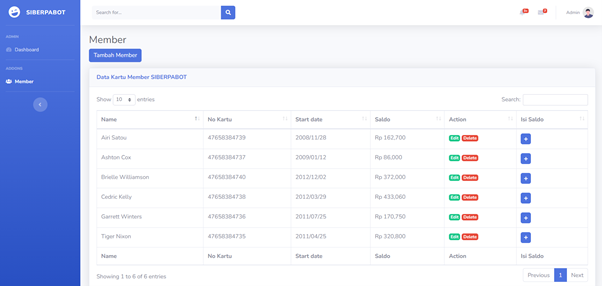 SIBERPABOT
Search for...
Admin
ADMIN
Dashboard
ADDONS
Member
Member
Tambah Member
Data Kartu Member SIBERPABOT
Show 10 entries
Search:
Name No Kartu Start date Saldo Action Isi Saldo
Airi Satou 47658384739 2008/11/28 Rp 162,700 Edit Delete +
Ashton Cox 47658384737 2009/01/12 Rp 86,000 Edit Delete +
Brielle Williamson 47658384740 2012/12/02 Rp 372,000 Edit Delete +
Cedric Kelly 47658384738 2012/03/29 Rp 433,060 Edit Delete +
Garrett Winters 47658384736 2011/07/25 Rp 170,750 Edit Delete +
Tiger Nixon 47658384735 2011/04/25 Rp 320,800 Edit Delete +
Name No Kartu Start date Saldo Action Isi Saldo
Showing 1 to 6 of 6 entries
Previous 1 Next